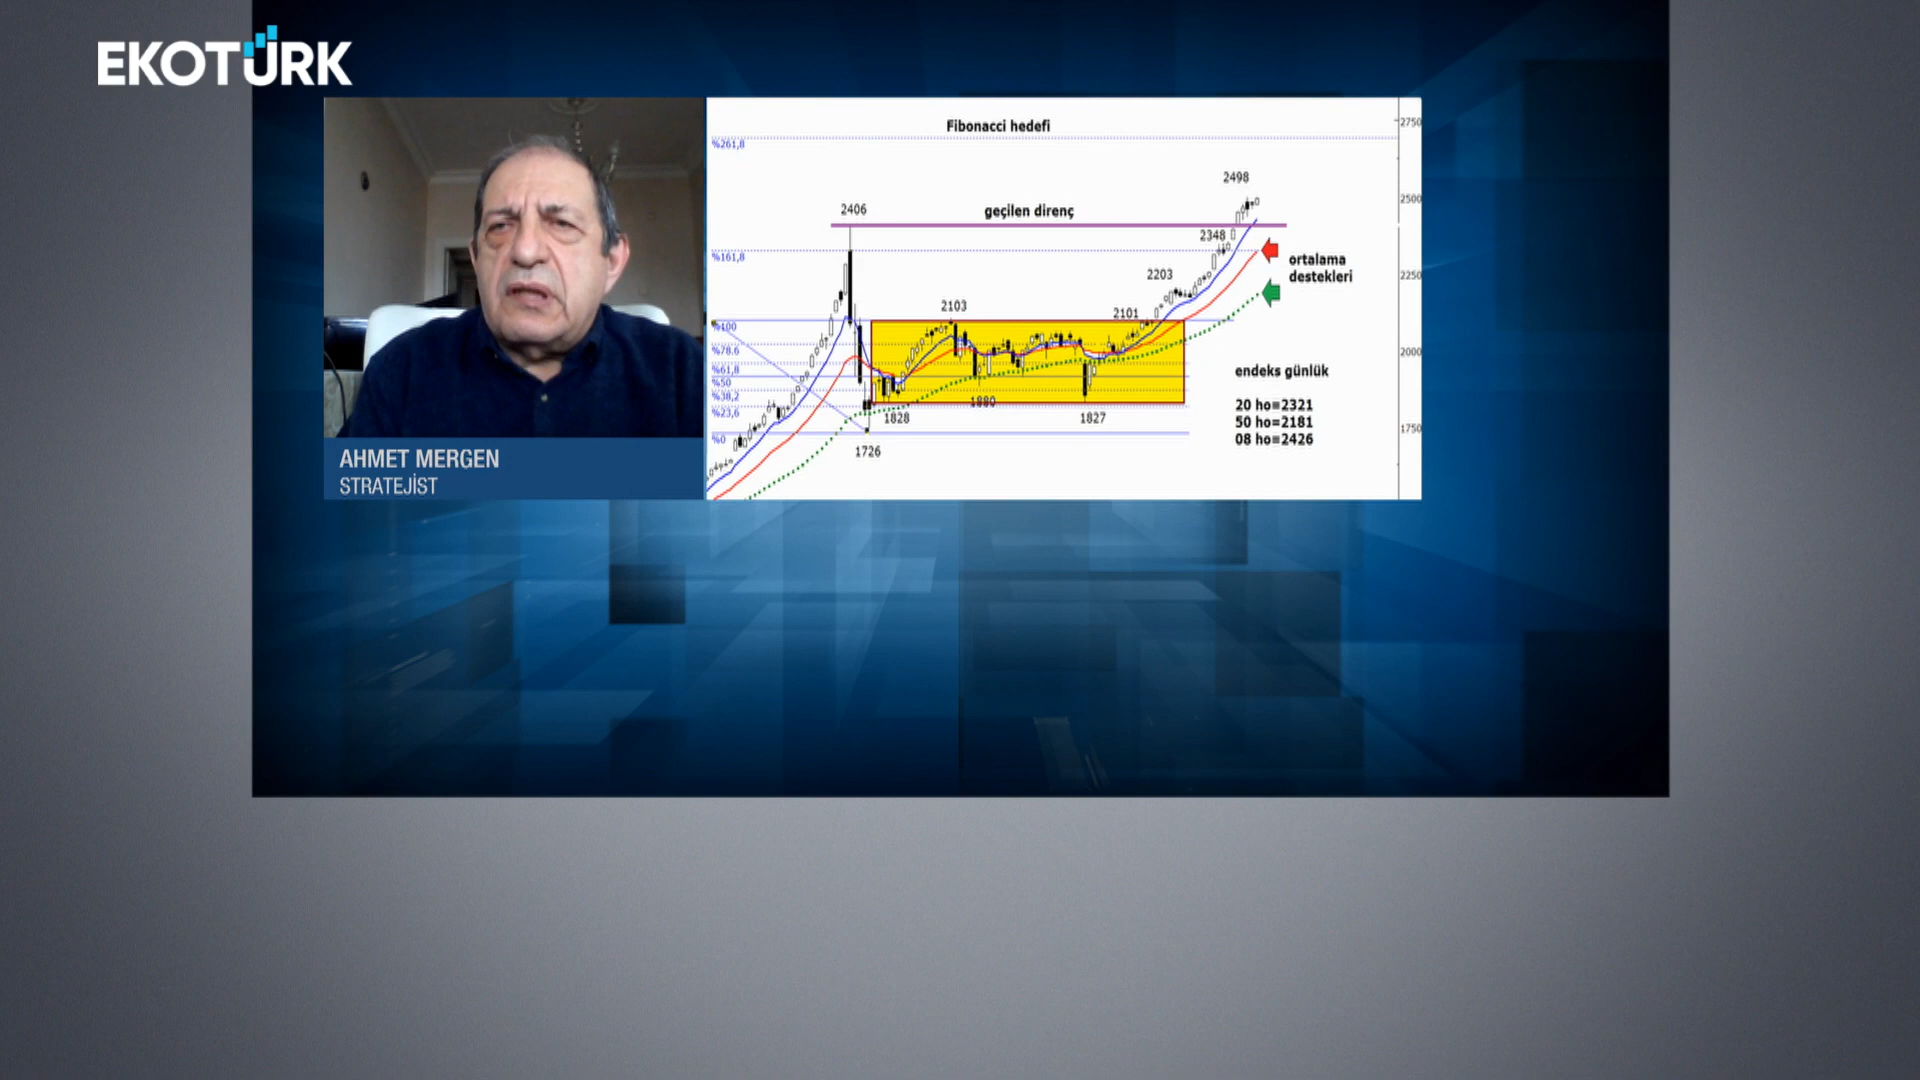 EKOTÜRK
AHMET MERGEN
STRATEJİST
Fibonacci hedefi
%261,8
2750
2498
2500
2406
geçilen direnç
2348
%161,8
ortalama
destekleri
2250
2203
2103
2101
%100
%78.6
2000
%61,8
%50
%38,2
%23,6
%0
endeks günlük
20 ho=2321
50 ho=2181
08 ho=2426
1880
1828
1827
1750
1726